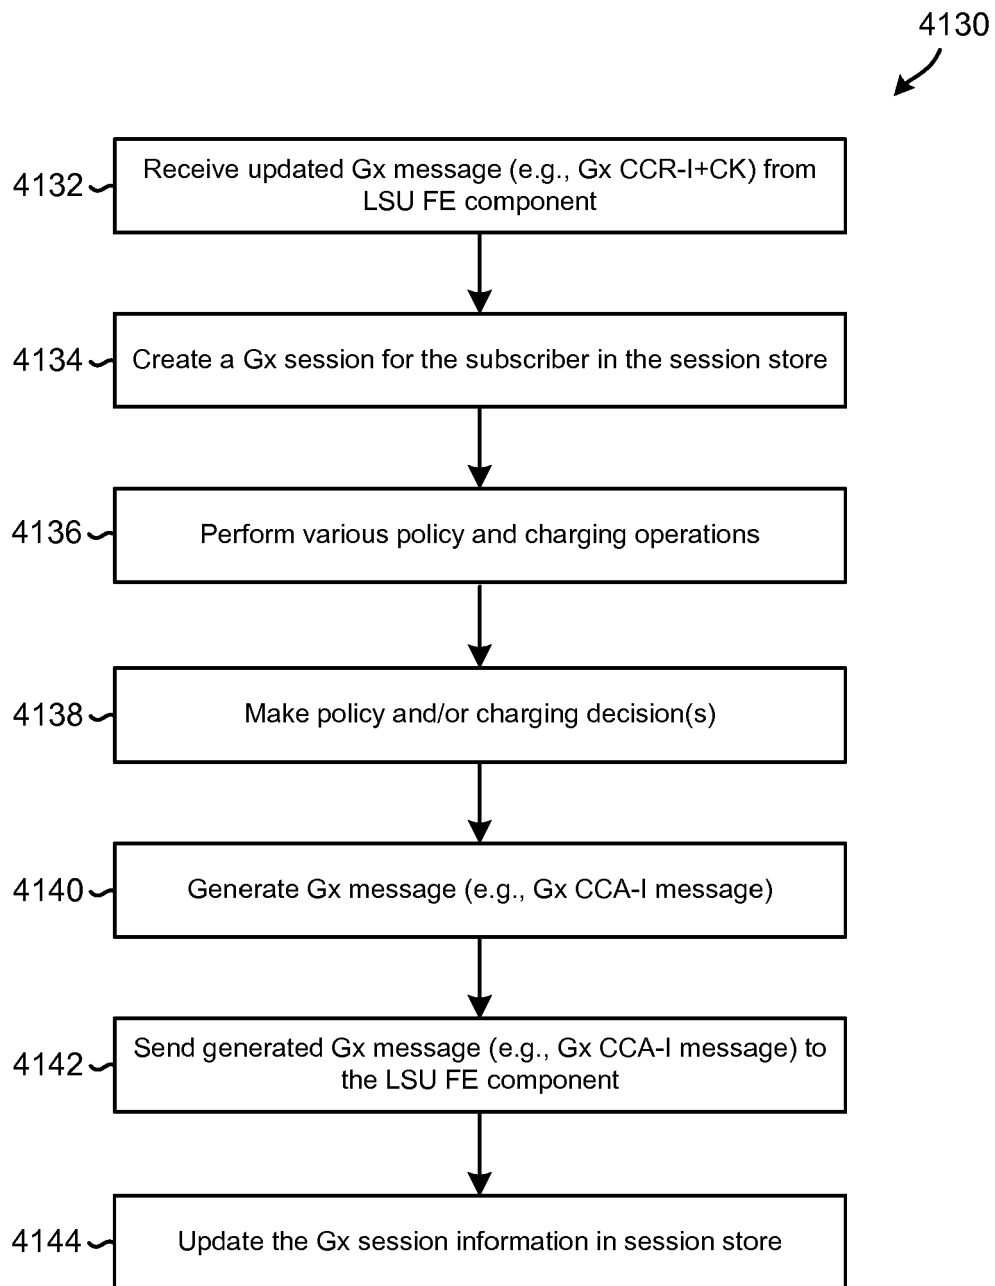 4130
4132
Receive updated Gx message (e.g., Gx CCR-I+CK) from
LSU FE component
4134
Create a Gx session for the subscriber in the session store
4136
Perform various policy and charging operations
4138
Make policy and/or charging decision(s)
4140
Generate Gx message (e.g., Gx CCA-I message)
4142
Send generated Gx message (e.g., Gx CCA-I message) to
the LSU FE component
4144
Update the Gx session information in session store